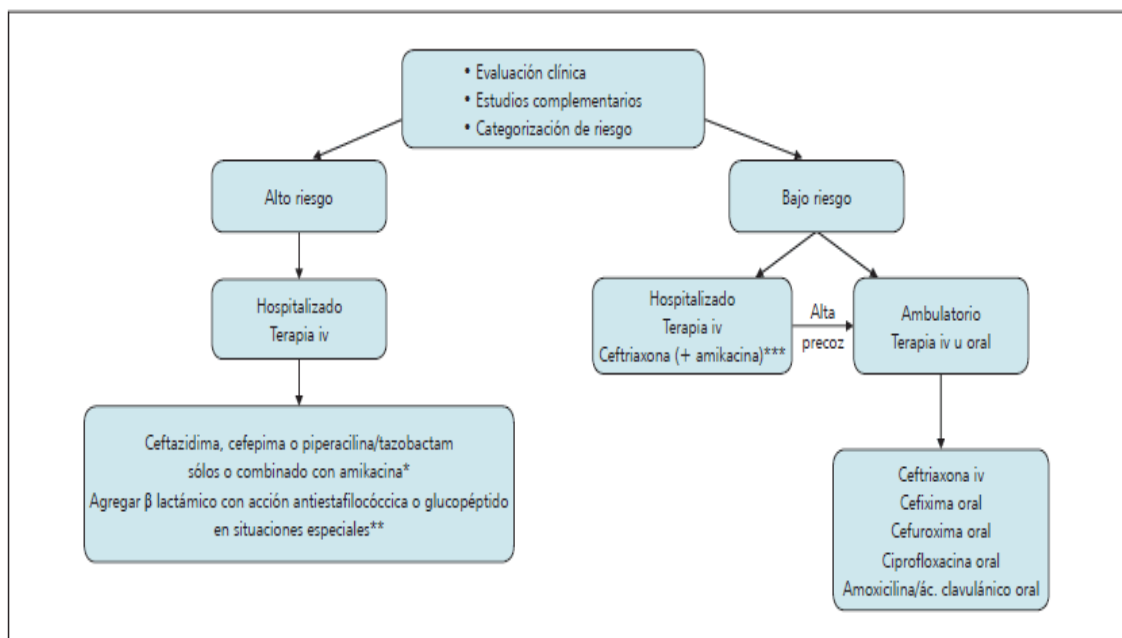 • Evaluación clínica
• Estudios complementarios
• Categorización de riesgo
Alto riesgo
Bajo riesgo
Hospitalizado
Terapia iv
Hospitalizado
Terapia iv
Ceftriaxona (+ amikacina)***
Alta
precoz
Ambulatorio
Terapia iv u oral
Ceftazidima, cefepima o piperacilina/tazobactam
sólos o combinado con amikacina*
Agregar β lactámico con acción antiestafilocóccica o glucopéptido
en situaciones especiales**
Ceftriaxona iv
Cefixima oral
Cefuroxima oral
Ciprofloxacina oral
Amoxicilina/ác. clavulánico oral